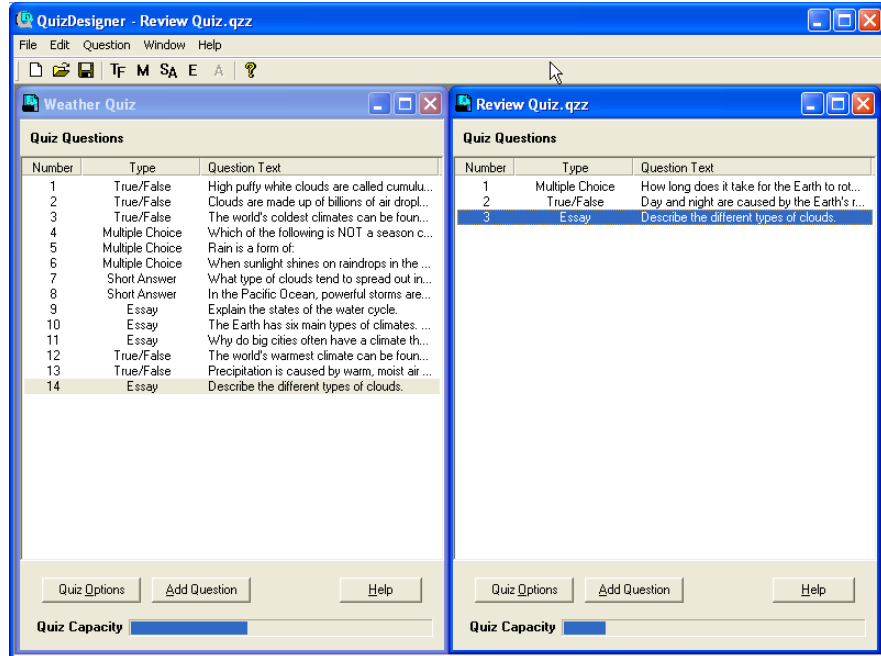 QuizDesigner - Review Quiz.qzz
File Edit Question Window Help
TF M SA E A ?
Weather Quiz
Quiz Questions
Number Type Question Text
1 True/False High puffy white clouds are called cumulu...
2 True/False Clouds are made up of billions of air dropl...
3 True/False The world's coldest climates can be foun...
4 Multiple Choice Which of the following is NOT a season c...
5 Multiple Choice Rain is a form of:
6 Multiple Choice When sunlight shines on raindrops in the ...
7 Short Answer What type of clouds tend to spread out in...
8 Short Answer In the Pacific Ocean, powerful storms are...
9 Essay Explain the states of the water cycle.
10 Essay The Earth has six main types of climates. ...
11 Essay Why do big cities often have a climate th...
12 True/False The world's warmest climate can be foun...
13 True/False Precipitation is caused by warm, moist air ...
14 Essay Describe the different types of clouds.
Quiz Options Add Question Help
Quiz Capacity
Review Quiz.qzz
Quiz Questions
Number Type Question Text
1 Multiple Choice How long does it take for the Earth to rot...
2 True/False Day and night are caused by the Earth's r...
3 Essay Describe the different types of clouds.
Quiz Options Add Question Help
Quiz Capacity